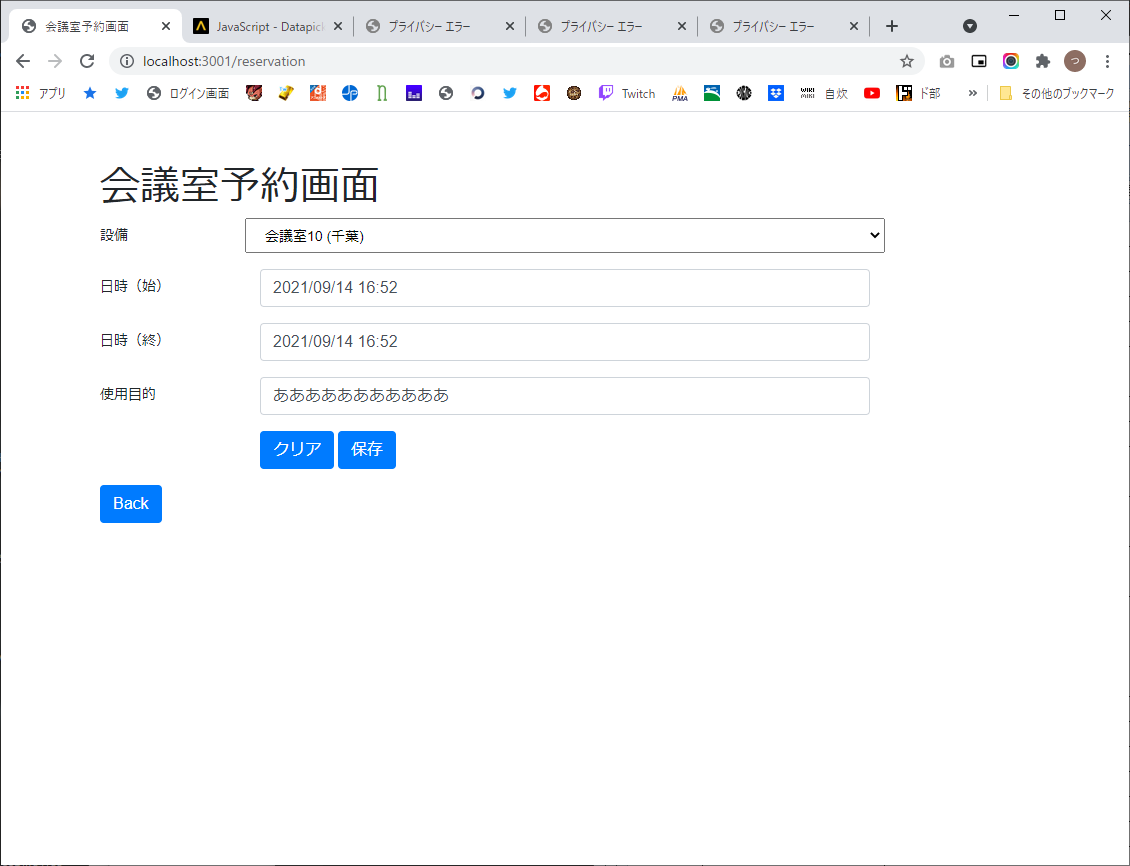 会議室予約画面
JavaScript - Datapic
プライバシー エラー
プライバシー エラー
プライバシー エラー
localhost:3001/reservation
つ
アプリ
ログイン画面
Twitch
PMA
WIKI
WIKI
自炊
ド部
»
その他のブックマーク
会議室予約画面
設備
会議室10 (千葉)
日時（始）
2021/09/14 16:52
日時（終）
2021/09/14 16:52
使用目的
あああああああああああ
クリア 保存
Back